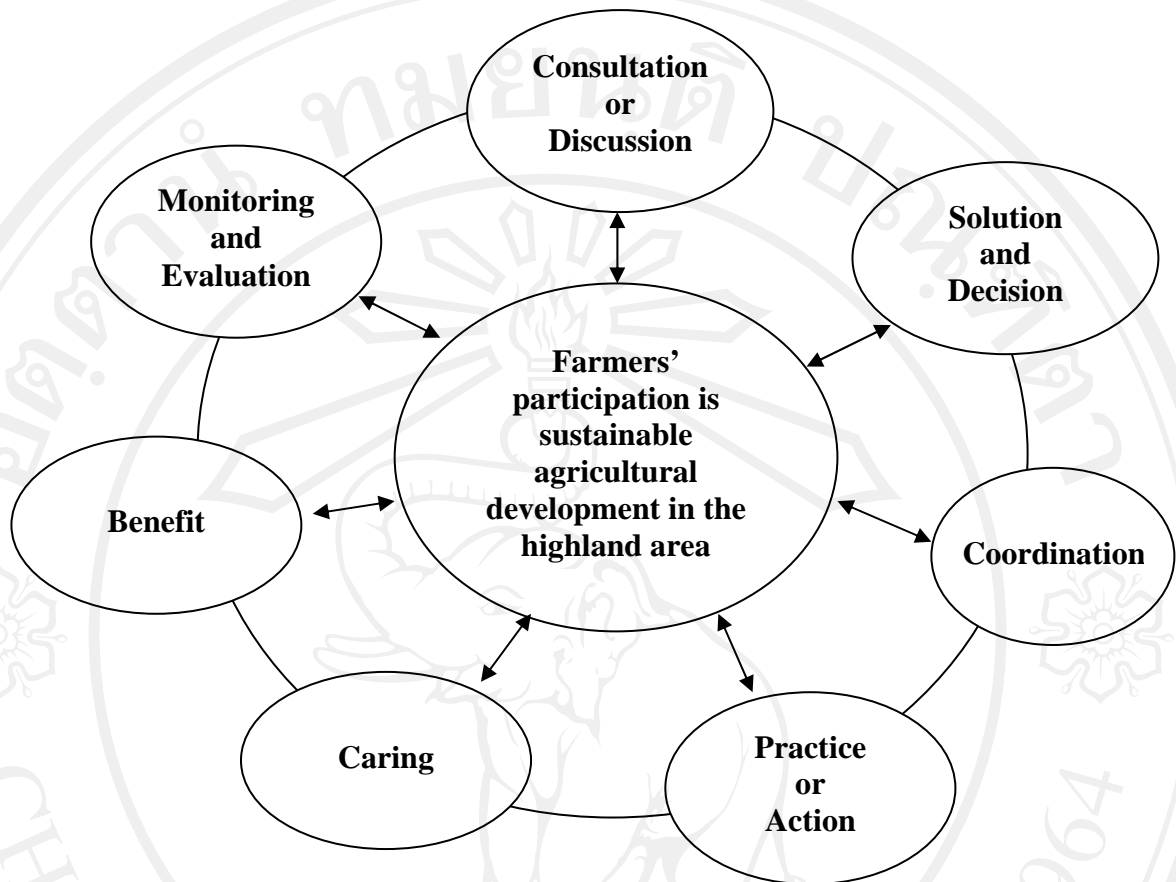 Consultation
or
Discussion
Solution
and
Decision
Coordination
Practice
or
Action
Caring
Benefit
Monitoring
and
Evaluation
Farmers’
participation is
sustainable
agricultural
development in the
highland area
964